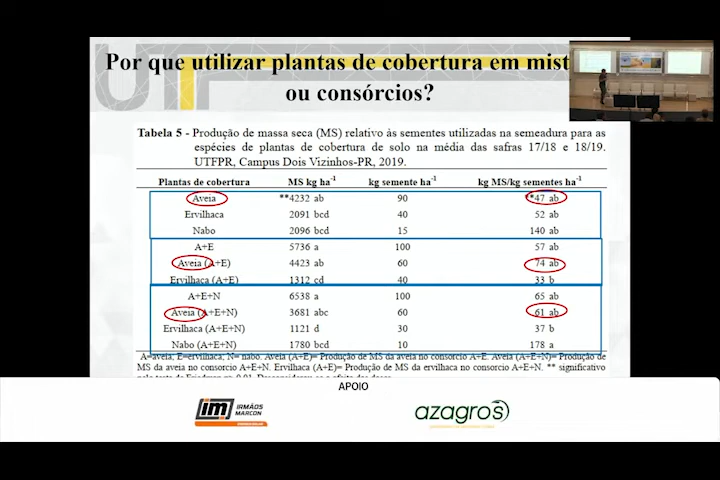 Por que utilizar plantas de cobertura em mist
ou consórcios?
Tabela 5 - Produção de massa seca (MS) relativo às sementes utilizadas na semeadura para as
espécies de plantas de cobertura de solo na média das safras 17/18 e 18/19.
UTFPR, Campus Dois Vizinhos-PR, 2019.
Plantas de cobertura MS kg ha-1 kg semente ha-1 kg MS/kg sementes ha-1
Aveia **4232 ab 90 **47 ab
Ervilhaca 2091 bcd 40 52 ab
Nabo 2096 bcd 15 140 ab
A+E 5736 a 100 57 ab
Aveia (A+E) 4423 ab 60 74 ab
Ervilhaca (A+E) 1312 cd 40 33 b
A+E+N 6538 a 100 65 ab
Aveia (A+E+N) 3681 abc 60 61 ab
Ervilhaca (A+E+N) 1121 d 30 37 b
Nabo (A+E+N) 1780 bcd 10 178 a
A=aveia; E=ervilhaca; N= nabo. Aveia (A+E)= Produção de MS da aveia no consorcio A+E. Aveia (A+E+N)= Produção de
MS da aveia no consorcio A+E+N. Ervilhaca (A+E)= Produção de MS da ervilhaca no consorcio A+E+N. ** significativo
APOIO
im IRMÃOS
MARCON
azagros